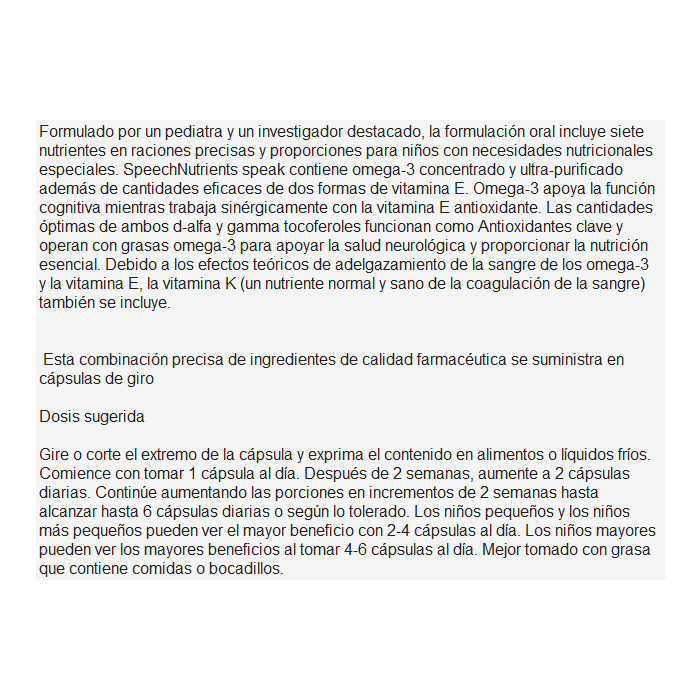 Formulado por un pediatra y un investigador destacado, la formulación oral incluye siete
nutrientes en raciones precisas y proporciones para niños con necesidades nutricionales
especiales. SpeechNutrients speak contiene omega-3 concentrado y ultra-purificado
además de cantidades eficaces de dos formas de vitamina E. Omega-3 apoya la función
cognitiva mientras trabaja sinérgicamente con la vitamina E antioxidante. Las cantidades
óptimas de ambos d-alfa y gamma tocoferoles funcionan como Antioxidantes clave y
operan con grasas omega-3 para apoyar la salud neurológica y proporcionar la nutrición
esencial. Debido a los efectos teóricos de adelgazamiento de la sangre de los omega-3
y la vitamina E, la vitamina K (un nutriente normal y sano de la coagulación de la sangre)
también se incluye.
Esta combinación precisa de ingredientes de calidad farmacéutica se suministra en
cápsulas de giro
Dosis sugerida
Gire o corte el extremo de la cápsula y exprima el contenido en alimentos o líquidos fríos.
Comience con tomar 1 cápsula al día. Después de 2 semanas, aumente a 2 cápsulas
diarias. Continúe aumentando las porciones en incrementos de 2 semanas hasta
alcanzar hasta 6 cápsulas diarias o según lo tolerado. Los niños pequeños y los niños
más pequeños pueden ver el mayor beneficio con 2-4 cápsulas al día. Los niños mayores
pueden ver los mayores beneficios al tomar 4-6 cápsulas al día. Mejor tomado con grasa
que contiene comidas o bocadillos.